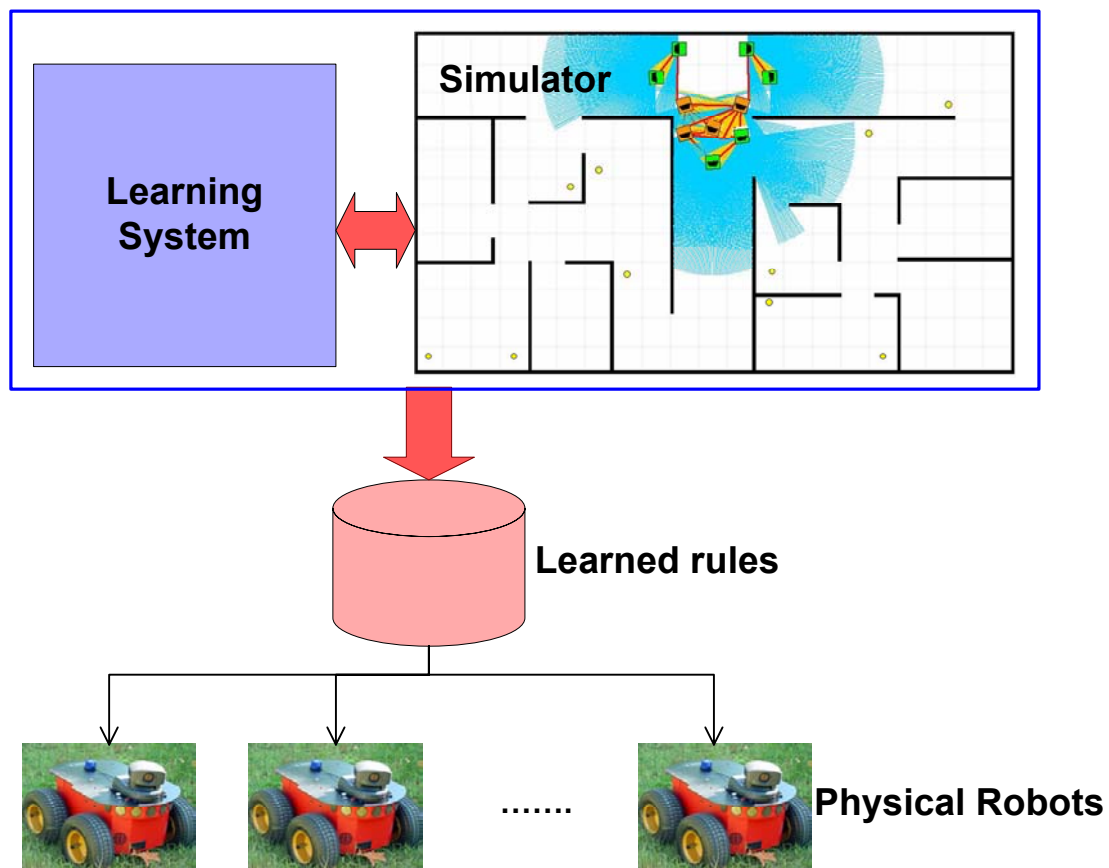 Simulator
Learning
System
Learned rules
.......
Physical Robots